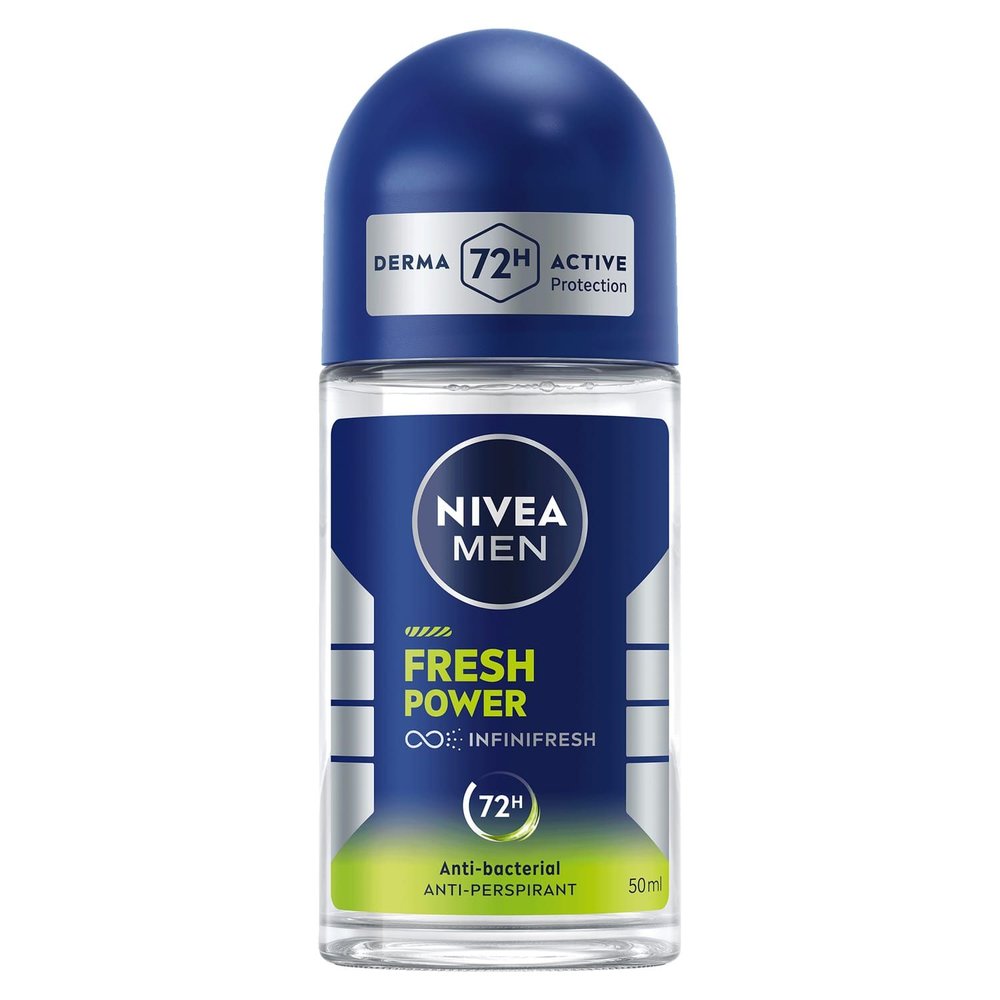 DERMA 72H ACTIVE
Protection
NIVEA
MEN
FRESH
POWER
INFINIFRESH
72H
Anti-bacterial
ANTI-PERSPIRANT
50ml